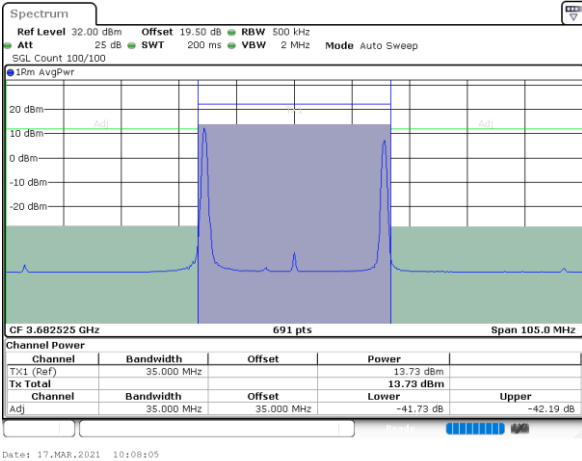 Spectrum
Ref Level 32.00 dBm Offset 19.50 dB RBW 500 kHz
Att 25 dB SWT 200 ms VBW 2 MHz Mode Auto Sweep
SGL Count 100/100
1Rm AvgPwr
20 dBm
Adj Adj
10 dBm
0 dBm
-10 dBm
-20 dBm
CF 3.682525 GHz 691 pts Span 105.0 MHz
Channel Power
Channel Bandwidth Offset Power
TX1 (Ref) 35.000 MHz 13.73 dBm
Tx Total 13.73 dBm
Channel Bandwidth Offset Lower Upper
Adj 35.000 MHz 35.000 MHz -41.73 dB -42.19 dB
Ready
Date: 17.MAR.2021 10:08:05